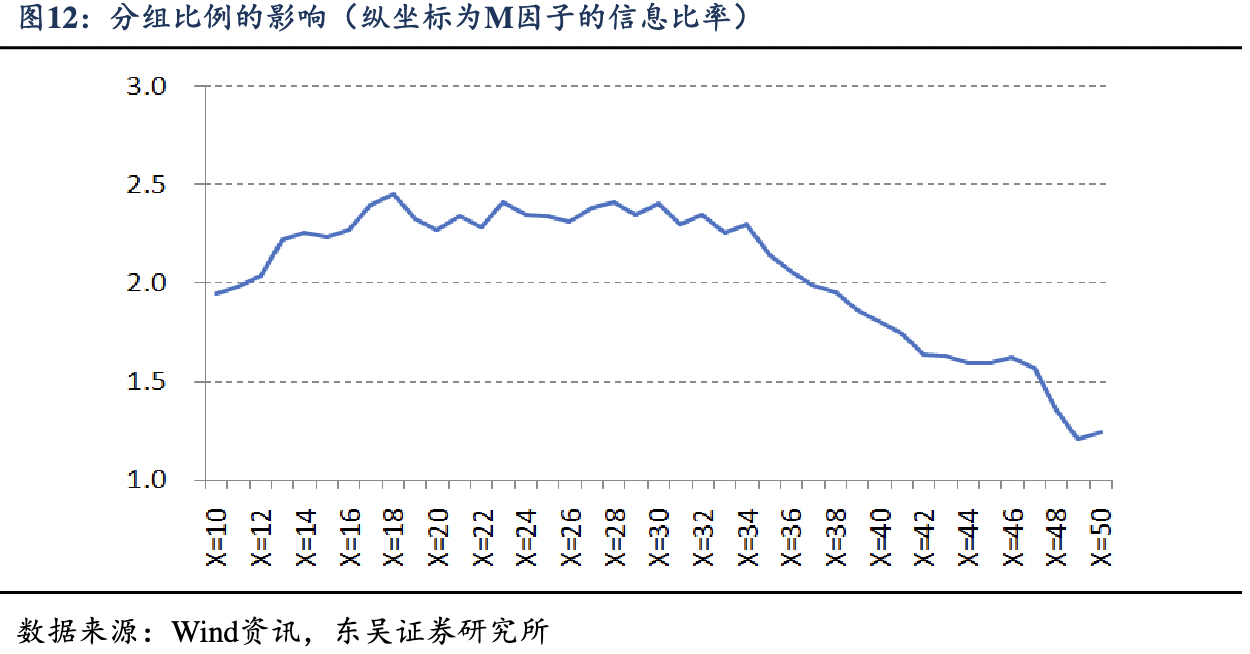 图12：分组比例的影响（纵坐标为M因子的信息比率）
3.0
2.5
2.0
1.5
1.0
X=10
X=12
X=14
X=16
X=18
X=20
X=22
X=24
X=26
X=28
X=30
X=32
X=34
X=36
X=38
X=40
X=42
X=44
X=46
X=48
X=50
数据来源：Wind资讯，东吴证券研究所